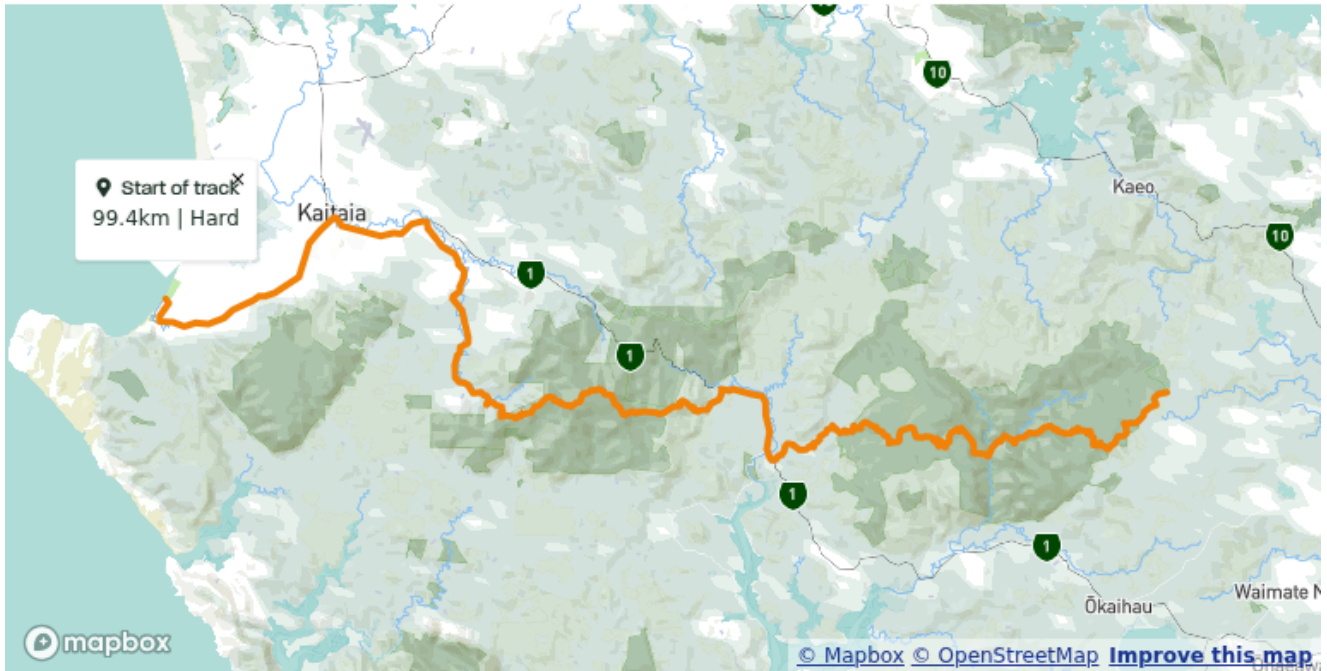 10
10
Kaeo
Start of track
×
99.4km | Hard
Kaitaia
10
1
1
1
1
Waimate N
Ōkaihau
mapbox
© Mapbox © OpenStreetMap Improve this map